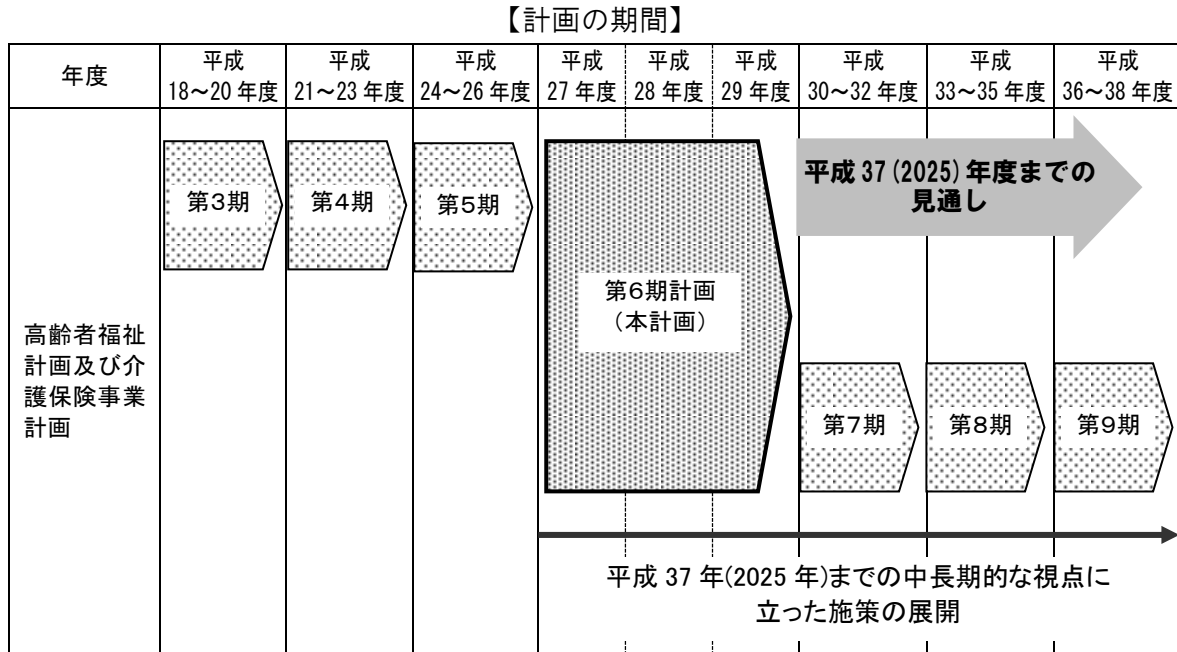 【計画の期間】
年度
平成
18～20 年度
平成
21～23 年度
平成
24～26 年度
平成
27 年度
平成
28 年度
平成
29 年度
平成
30～32 年度
平成
33～35 年度
平成
36～38 年度
高齢者福祉
計画及び介
護保険事業
計画
第3期
第4期
第5期
第6期計画
（本計画）
平成 37 (2025) 年度までの
見通し
第7期
第8期
第9期
平成 37 年(2025 年)までの中長期的な視点に
立った施策の展開